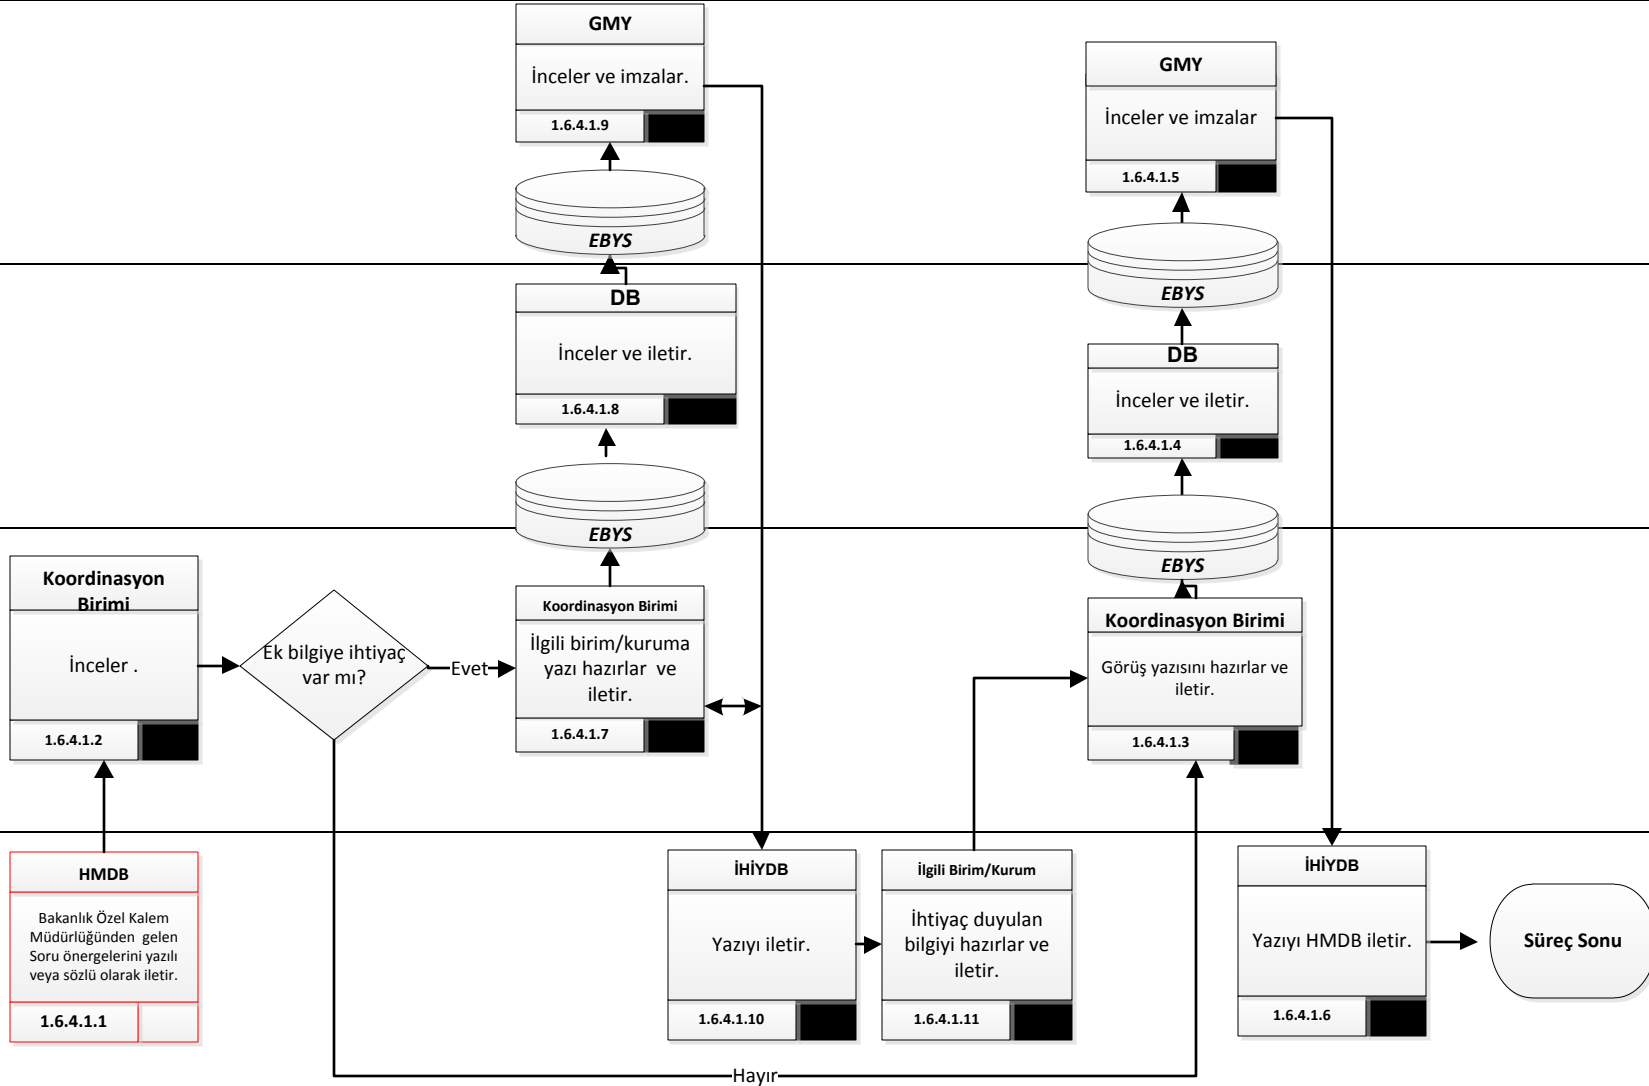 GMY
İnceler ve imzalar.
1.6.4.1.9
EBYS
DB
İnceler ve iletir.
1.6.4.1.8
EBYS
GMY
İnceler ve imzalar
1.6.4.1.5
EBYS
DB
İnceler ve iletir.
1.6.4.1.4
EBYS
Koordinasyon
Birimi
İnceler .
1.6.4.1.2
Ek bilgiye ihtiyaç
var mı?
Evet
Koordinasyon Birimi
İlgili birim/kuruma
yazı hazırlar ve
iletir.
1.6.4.1.7
Koordinasyon Birimi
Görüş yazısını hazırlar ve
iletir.
1.6.4.1.3
HMDB
Bakanlık Özel Kalem
Müdürlüğünden gelen
Soru önergelerini yazılı
veya sözlü olarak iletir.
1.6.4.1.1
İHİYDB
Yazıyı iletir.
1.6.4.1.10
İlgili Birim/Kurum
İhtiyaç duyulan
bilgiyi hazırlar ve
iletir.
1.6.4.1.11
İHİYDB
Yazıyı HMDB iletir.
1.6.4.1.6
Süreç Sonu
Hayır